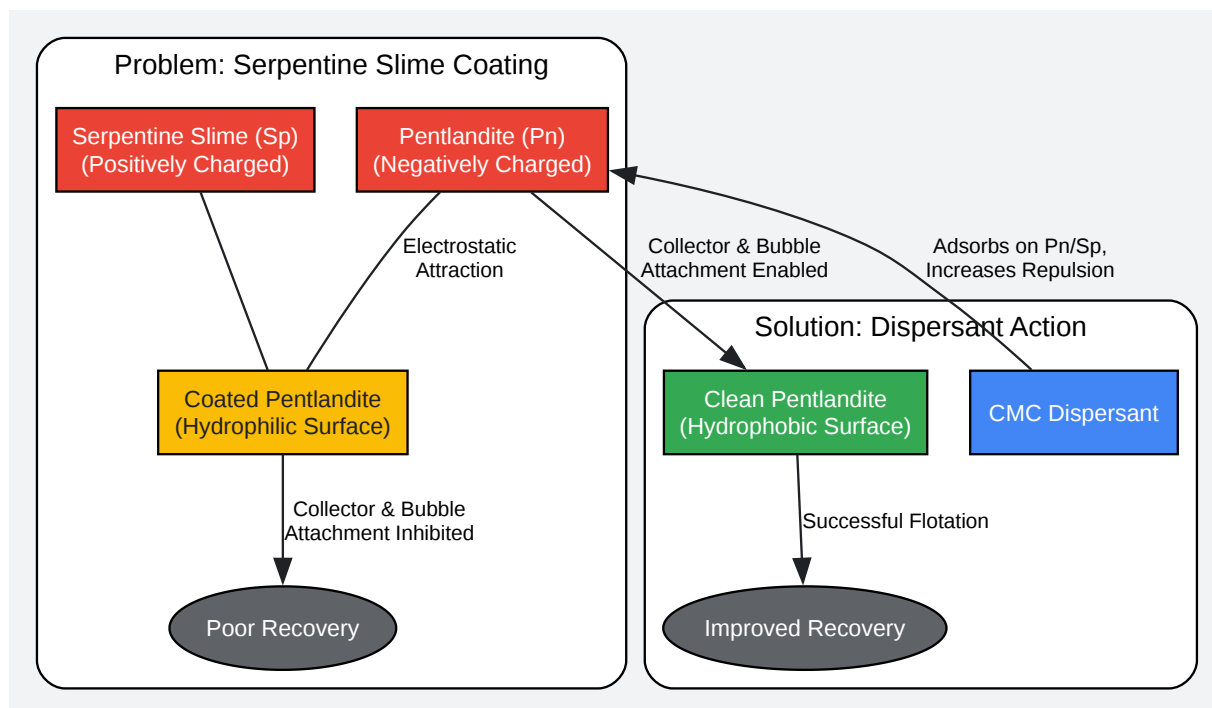 Problem: Serpentine Slime Coating
Serpentine Slime (Sp)
(Positively Charged)
Pentlandite (Pn)
(Negatively Charged)
Electrostatic
Attraction
Collector & Bubble
Attachment Enabled
Adsorbs on Pn/Sp,
Increases Repulsion
Coated Pentlandite
(Hydrophilic Surface)
Collector & Bubble
Attachment Inhibited
Poor Recovery
Solution: Dispersant Action
Clean Pentlandite
(Hydrophobic Surface)
CMC Dispersant
Successful Flotation
Improved Recovery